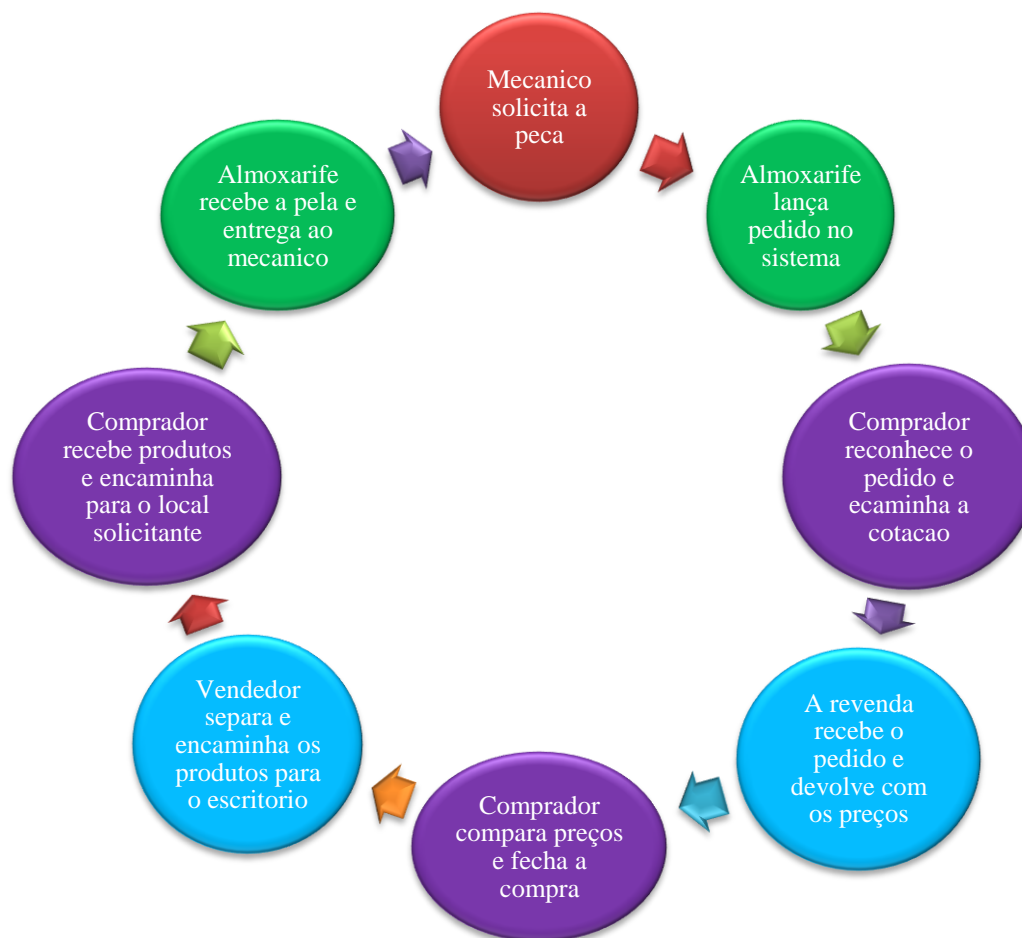 Mecanico
solicita a
peca
Almoxarife
lança
pedido no
sistema
Comprador
reconhece o
pedido e
ecaminha a
cotacao
A revenda
recebe o
pedido e
devolve com
os preços
Comprador
compara preços
e fecha a
compra
Vendedor
separa e
encaminha os
produtos para
o escritorio
Comprador
recebe produtos
e encaminha
para o local
solicitante
Almoxarife
recebe a pela e
entrega ao
mecanico